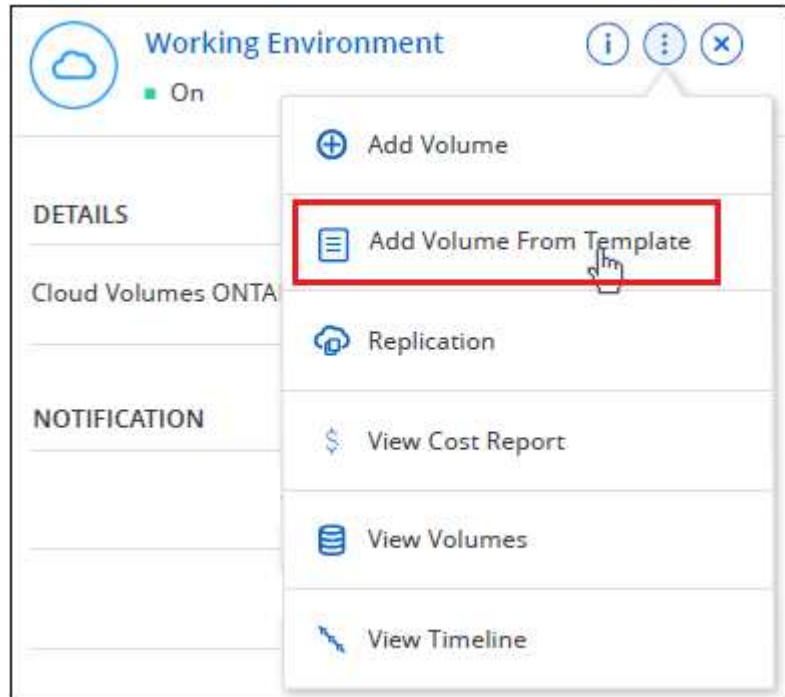 Working Environment
On
Add Volume
DETAILS
Add Volume From Template
Cloud Volumes ONTA
Replication
NOTIFICATION
$ View Cost Report
View Volumes
View Timeline